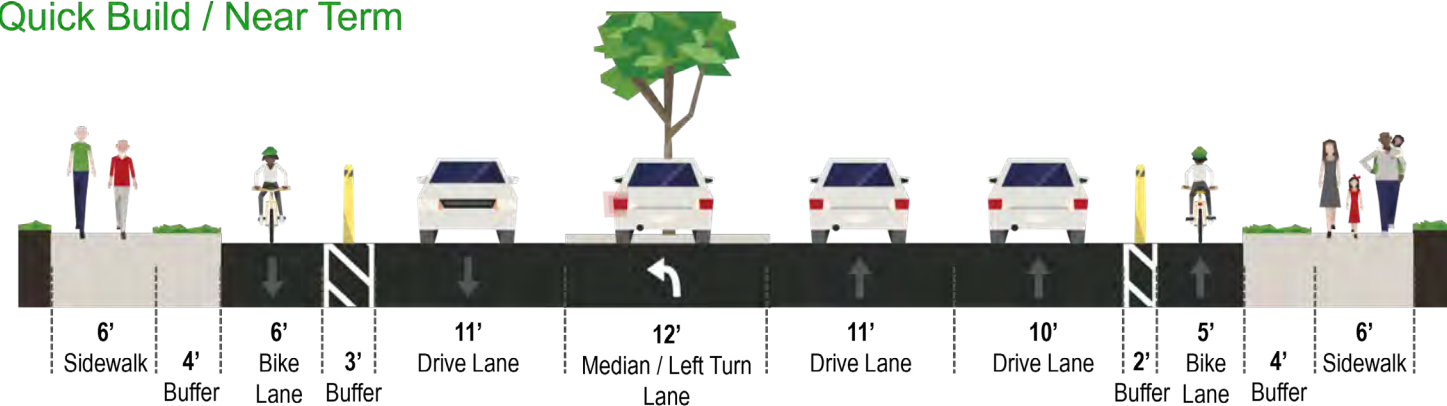 Quick Build / Near Term
6’
Sidewalk
4’
Buffer
6’
Bike
Lane
3’
Buffer
11’
Drive Lane
12’
Median / Left Turn
Lane
11’
Drive Lane
10’
Drive Lane
2’
Buffer
5’
Bike
Lane
4’
Buffer
6’
Sidewalk